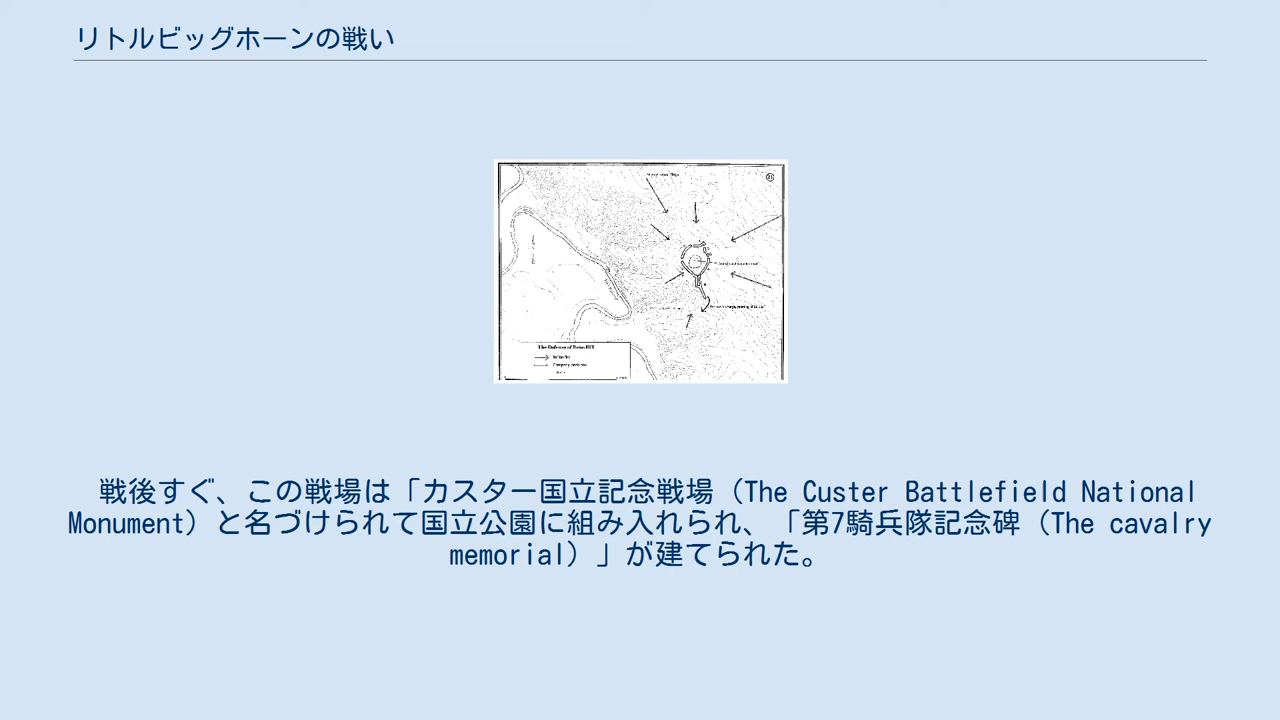 リトルビッグホーンの戦い
The Defense of Reno Hill
戦後すぐ、この戦場は「カスター国立記念戦場（The Custer Battlefield National
Monument）と名づけられて国立公園に組み入れられ、「第7騎兵隊記念碑（The cavalry
memorial）」が建てられた。